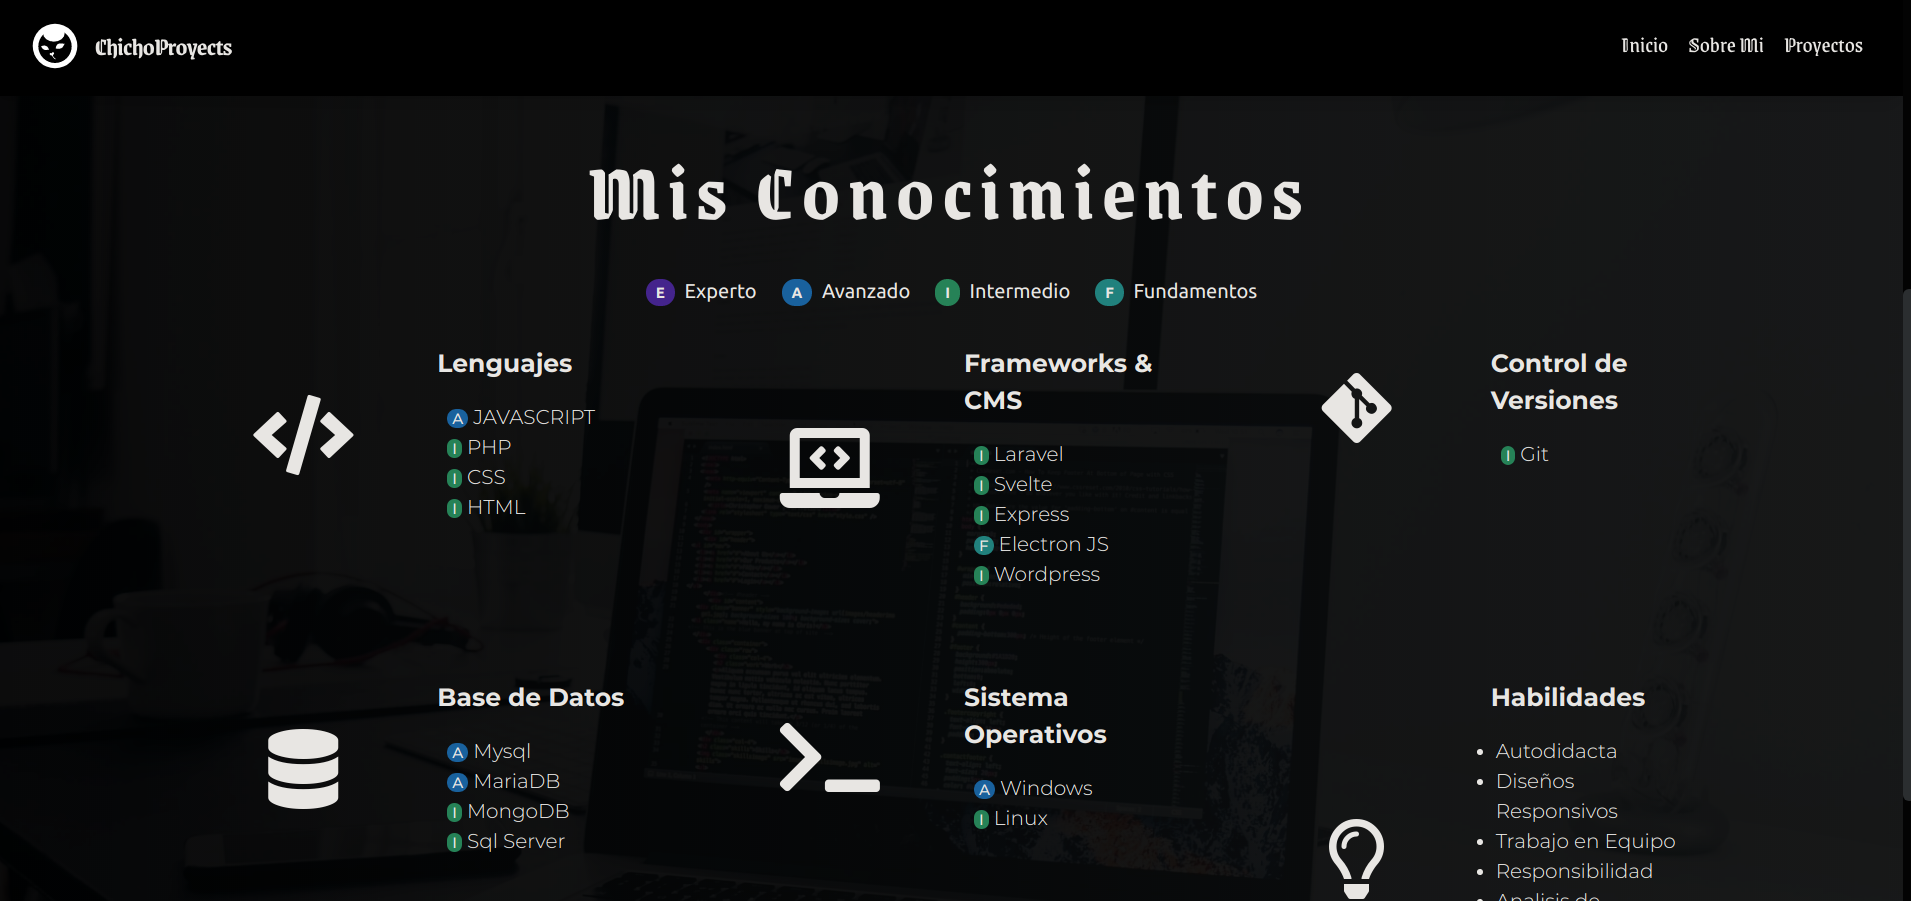 ChichoProyects
Inicio Sobre Mi Proyectos
Mis Conocimientos
E Experto A Avanzado I Intermedio F Fundamentos
Lenguajes
A JAVASCRIPT
I PHP
I CSS
I HTML
Frameworks &
CMS
I Laravel
I Svelte
I Express
F Electron JS
I Wordpress
Control de
Versiones
I Git
Base de Datos
A Mysql
A MariaDB
I MongoDB
I Sql Server
Sistema
Operativos
A Windows
I Linux
Habilidades
• Autodidacta
• Diseños
Responsivos
• Trabajo en Equipo
• Responsibilidad
• Analisis de